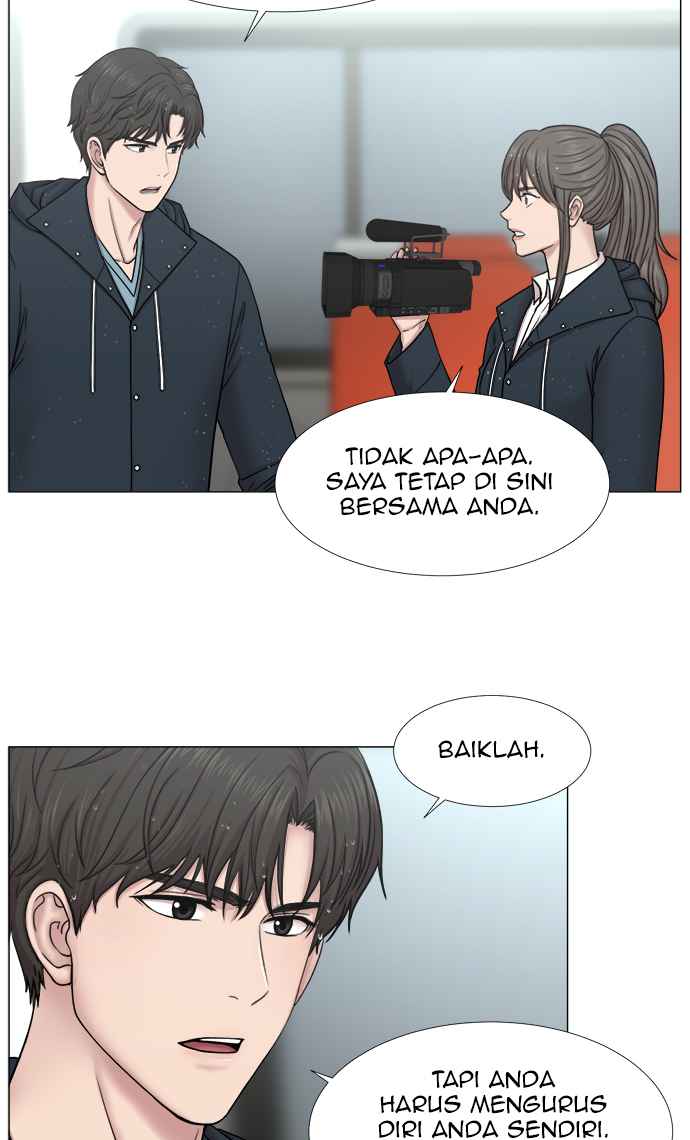 TIDAK APA-APA.
SAYA TETAP DI SINI
BERSAMA ANDA.
BAIKLAH.
TAPI ANDA
HARUS MENGURUS
DIRI ANDA SENDIRI.